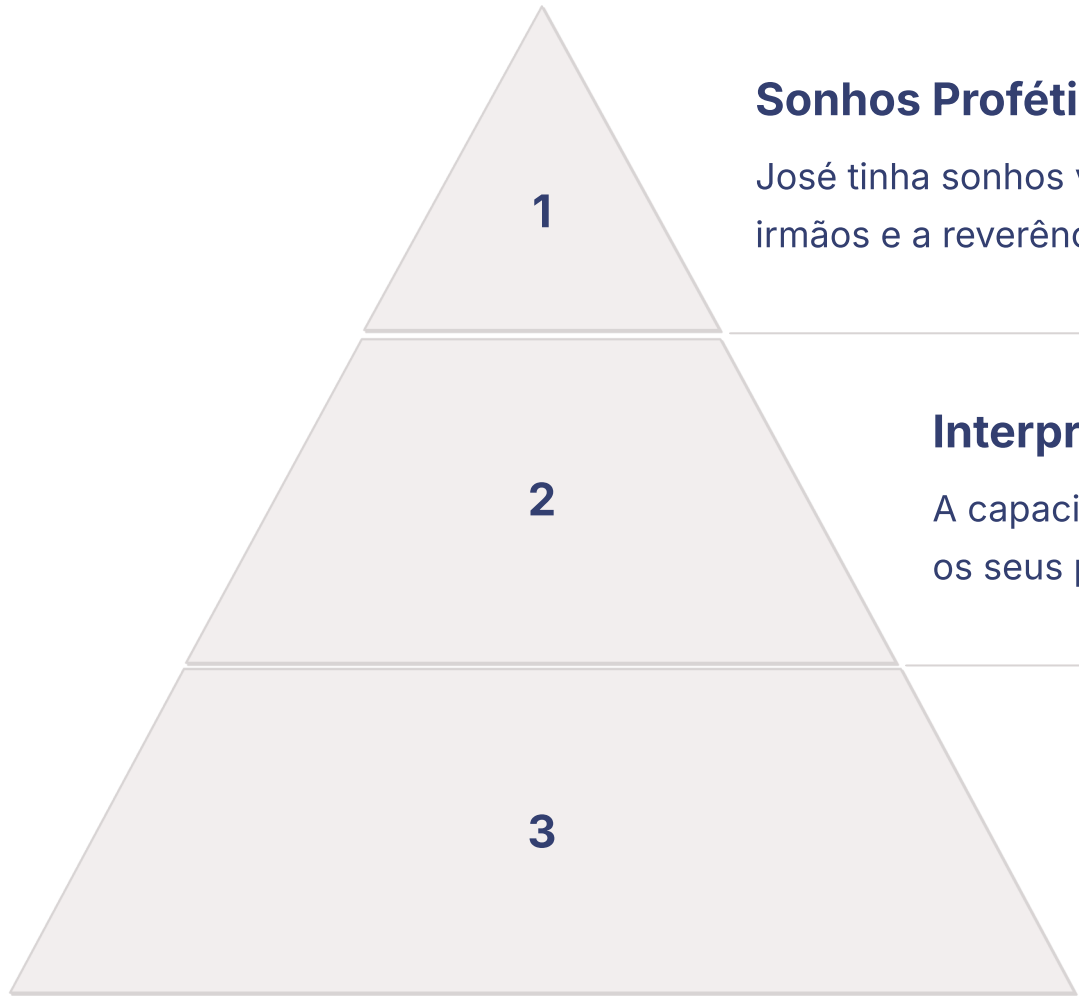 Sonhos Proféti
José tinha sonhos
1
irmãos e a reverên
Interpr
2
A capaci
os seus
3